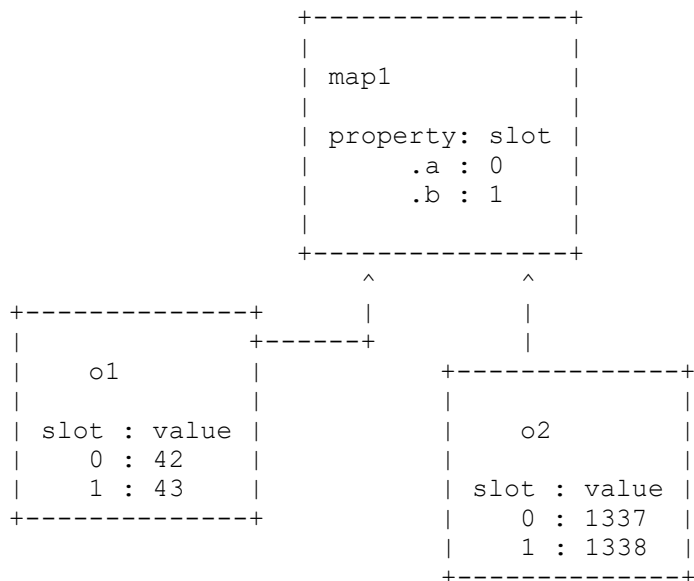 map1
property: slot
.a : 0
.b : 1
o1
slot : value
0 : 42
1 : 43
o2
slot : value
0 : 1337
1 : 1338